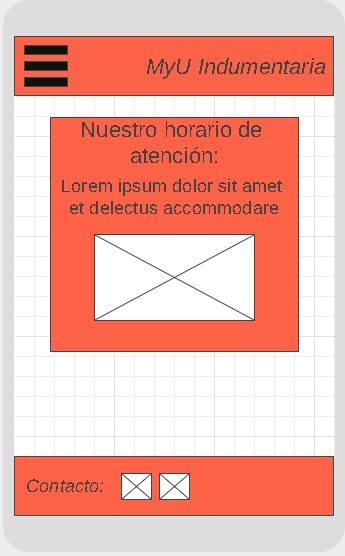 MyU Indumentaria
Nuestro horario de
atención:
Lorem ipsum dolor sit amet
et delectus accommodare
Contacto: